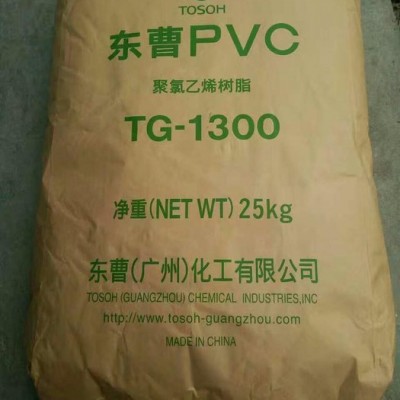 TOSOH
东曹PVC
聚氯乙烯树脂
TG-1300
净重(NET WT) 25kg
东曹(广州)化工有限公司
TOSOH (GUANGZHOU) CHEMICAL INDUSTRIES,INC
http://www.tosoh-guangzhou.com
MADE IN CHINA